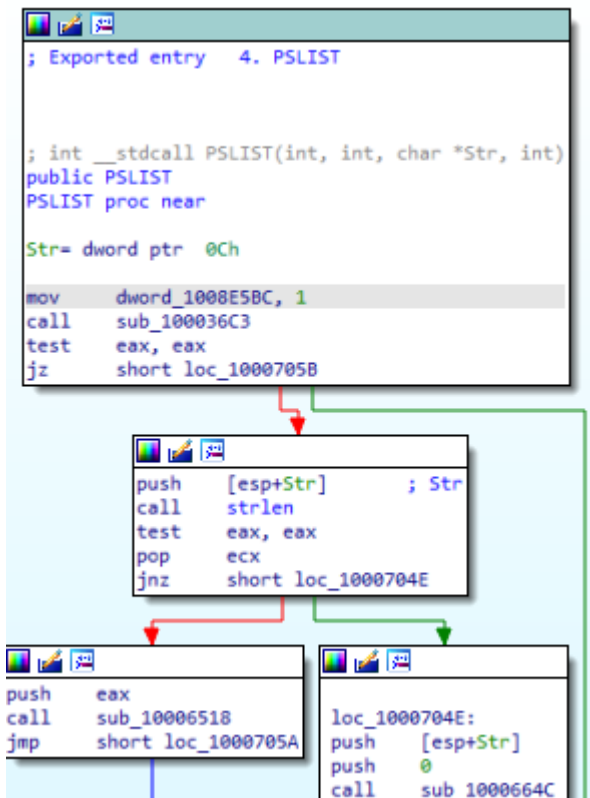 ; Exported entry   4. PSLIST
; int __stdcall PSLIST(int, int, char *Str, int)
public PSLIST
PSLIST proc near
Str= dword ptr  0Ch
mov     dword_1008E5BC, 1
call    sub_100036C3
test    eax, eax
jz      short loc_1000705B
push    [esp+Str]       ; Str
call    strlen
test    eax, eax
pop     ecx
jnz     short loc_1000704E
push    eax
call    sub_10006518
jmp     short loc_1000705A
loc_1000704E:
push    [esp+Str]
push    0
call    sub_1000664C